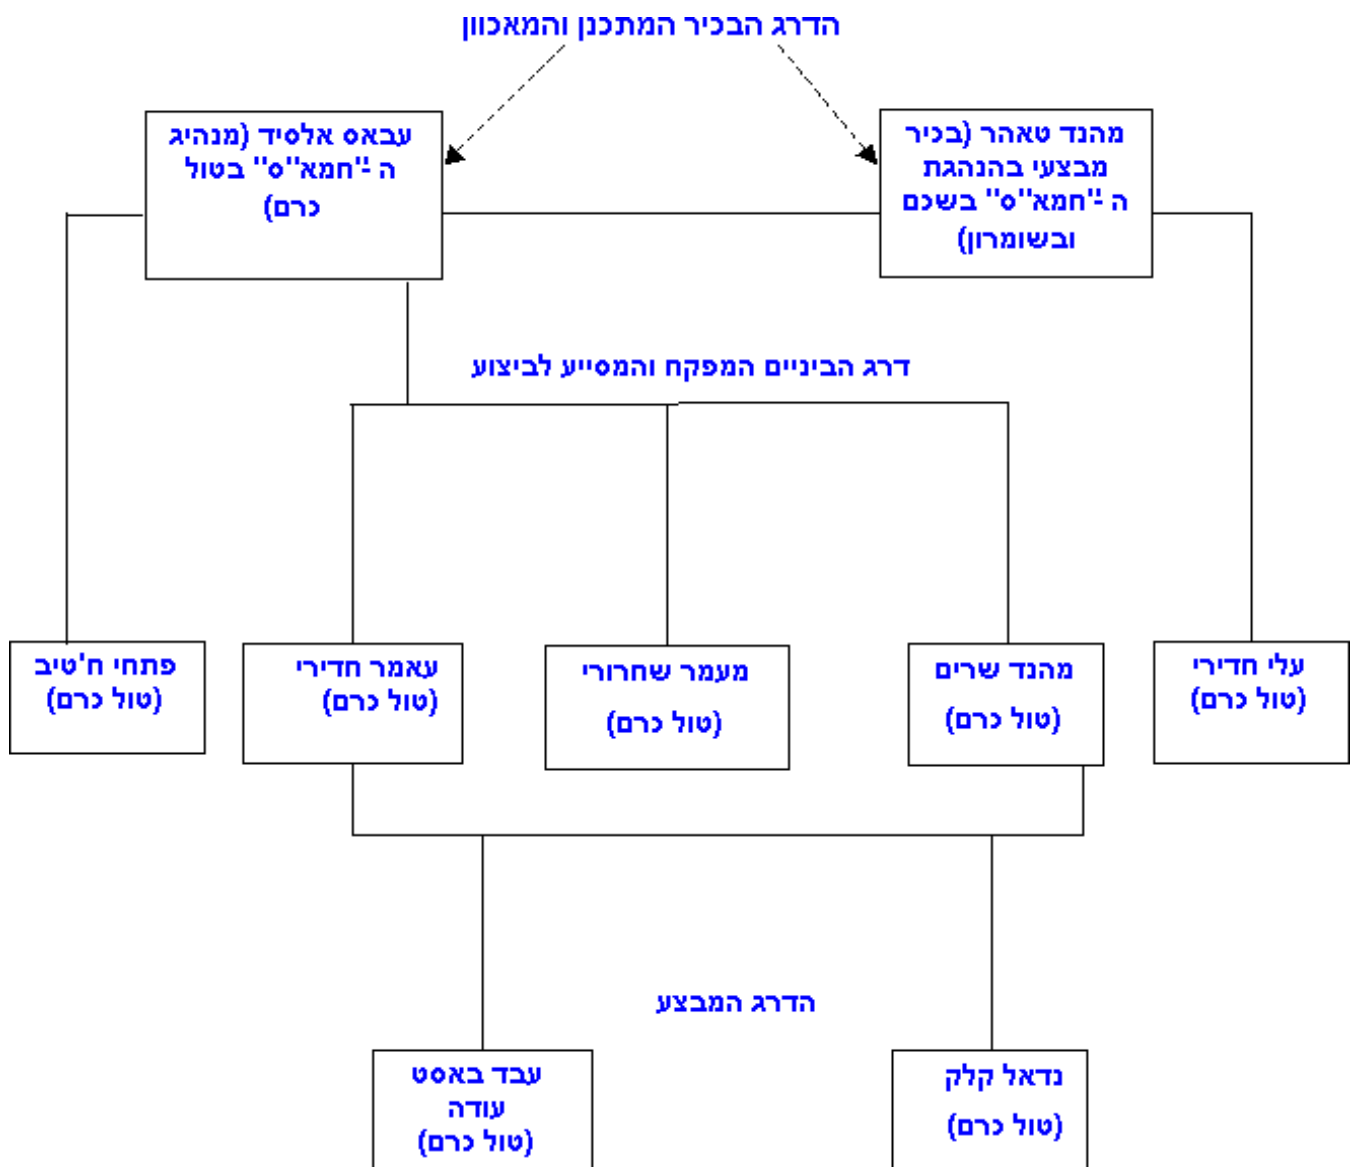 הדרג הבכיר המתכנן והמאכוון
מהנד טאהר (בכיר
מבצעי בהנהגת
ה -"חמא"ס" בשכם
ובשומרון)
עבאס אלסיד (מנהיג
ה -"חמא"ס" בטול
כרם)
דרג הביניים המפקח והמסייע לביצוע
עלי חדירי
(טול כרם)
מהנד שרים
(טול כרם)
מעמר שחרורי
(טול כרם)
עאמר חדירי
(טול כרם)
פתחי ח'טיב
(טול כרם)
הדרג המבצע
נדאל קלק
(טול כרם)
עבד באסט
עודה
(טול כרם)